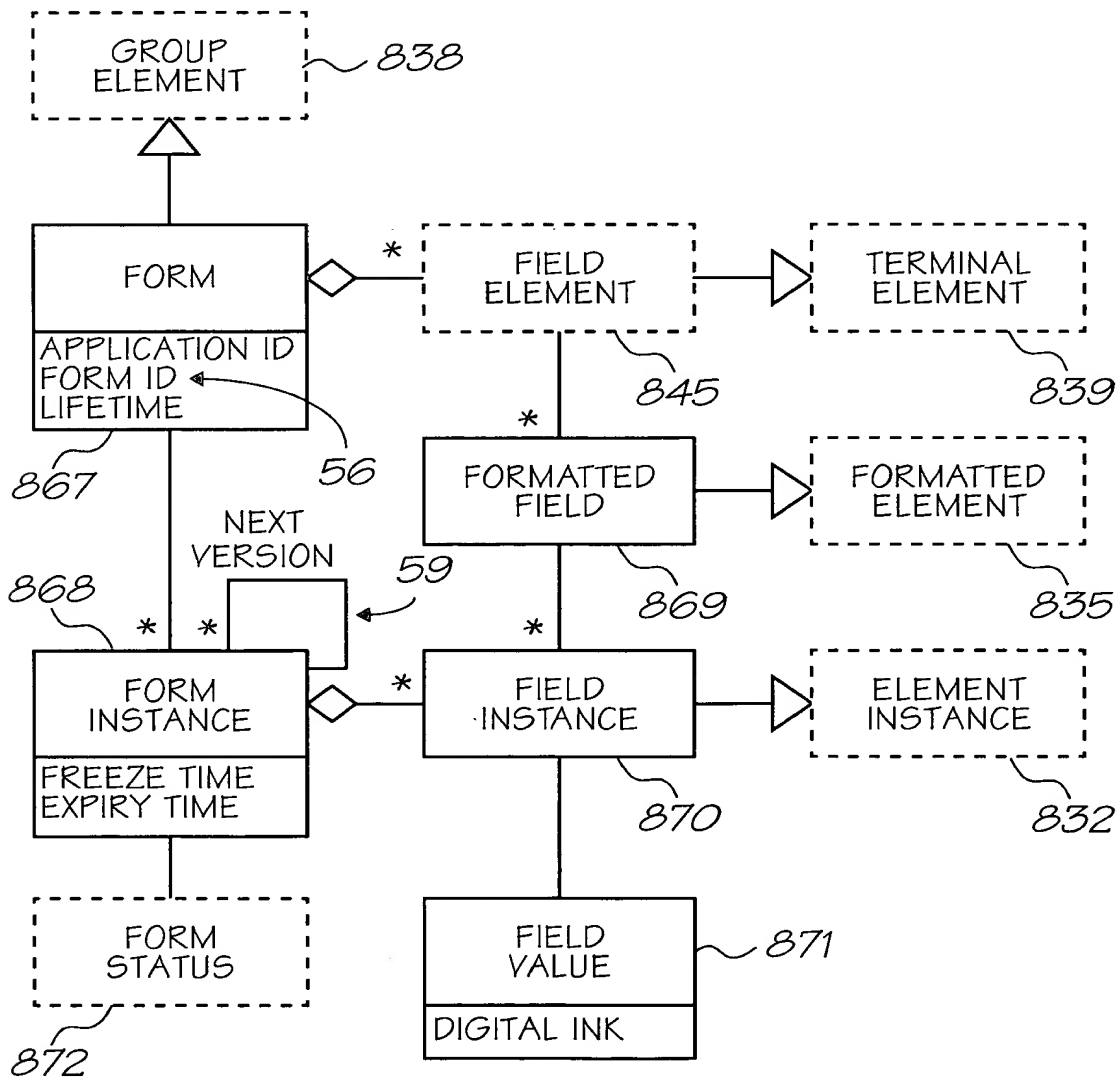 GROUP
ELEMENT
838
FORM
APPLICATION ID
FORM ID
LIFETIME
867
56
*
FIELD
ELEMENT
845
TERMINAL
ELEMENT
839
*
FORMATTED
FIELD
869
FORMATTED
ELEMENT
835
NEXT
VERSION
59
868
*
*
FORM
INSTANCE
FREEZE TIME
EXPIRY TIME
*
*
FIELD
INSTANCE
870
ELEMENT
INSTANCE
832
FORM
STATUS
872
FIELD
VALUE
DIGITAL INK
871